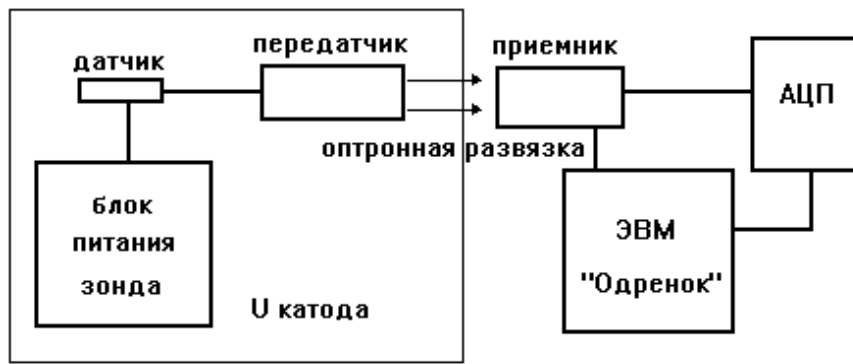 передатчик
приемник
датчик
АЦП
оптронная развязка
блок
питания
зонда
ЭВМ
"Одренок"
U катода